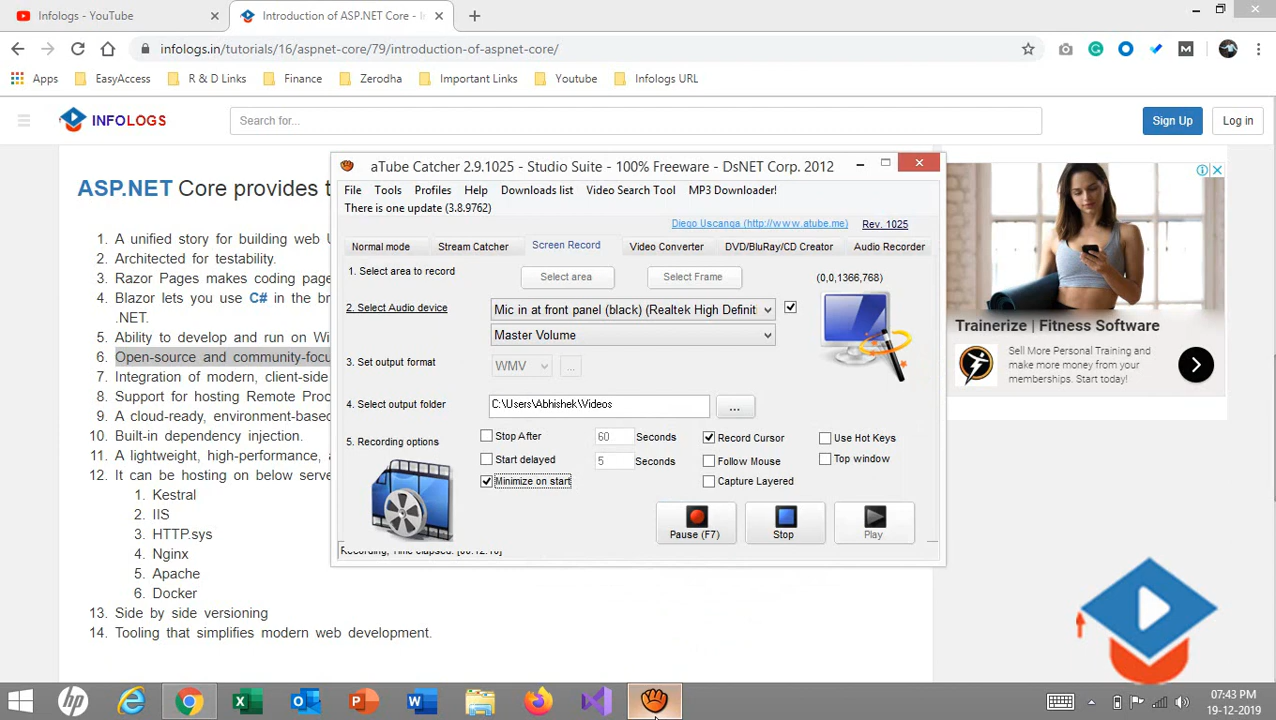 Infologs - YouTube
Introduction of ASP.NET Core - I
infologs.in/tutorials/16/aspnet-core/79/introduction-of-aspnet-core/
Apps EasyAccess R & D Links Finance Zerodha Important Links Youtube Infologs URL
INFOLOGS
Search for...
Sign Up
Log in
ASP.NET Core provides t
1. A unified story for building web U
2. Architected for testability.
3. Razor Pages makes coding page
4. Blazor lets you use C# in the br
.NET.
5. Ability to develop and run on Wi
6. Open-source and community-focu
7. Integration of modern, client-side
8. Support for hosting Remote Proc
9. A cloud-ready, environment-based
10. Built-in dependency injection.
11. A lightweight, high-performance, a
12. It can be hosting on below serve
1. Kestral
2. IIS
3. HTTP.sys
4. Nginx
5. Apache
6. Docker
13. Side by side versioning
14. Tooling that simplifies modern web development.
aTube Catcher 2.9.1025 - Studio Suite - 100% Freeware - DsNET Corp. 2012
File Tools Profiles Help Downloads list Video Search Tool MP3 Downloader!
There is one update (3.8.9762)
Diego Uscanga (http://www.atube.me) Rev. 1025
Normal mode Stream Catcher Screen Record Video Converter DVD/BluRay/CD Creator Audio Recorder
1. Select area to record
Select area
Select Frame
(0,0,1366,768)
2. Select Audio device
Mic in at front panel (black) (Realtek High Definit
Master Volume
3. Set output format
WMV
...
4. Select output folder
C:\Users\Abhishek\Videos
...
5. Recording options
Stop After 60 Seconds
Record Cursor
Use Hot Keys
Start delayed 5 Seconds
Follow Mouse
Top window
Minimize on start
Capture Layered
Pause (F7)
Stop
Play
Recording, Time elapsed: [00:12:10]
Trainerize | Fitness Software
Sell More Personal Training and
make more money from your
memberships. Start today!
07:43 PM
19-12-2019